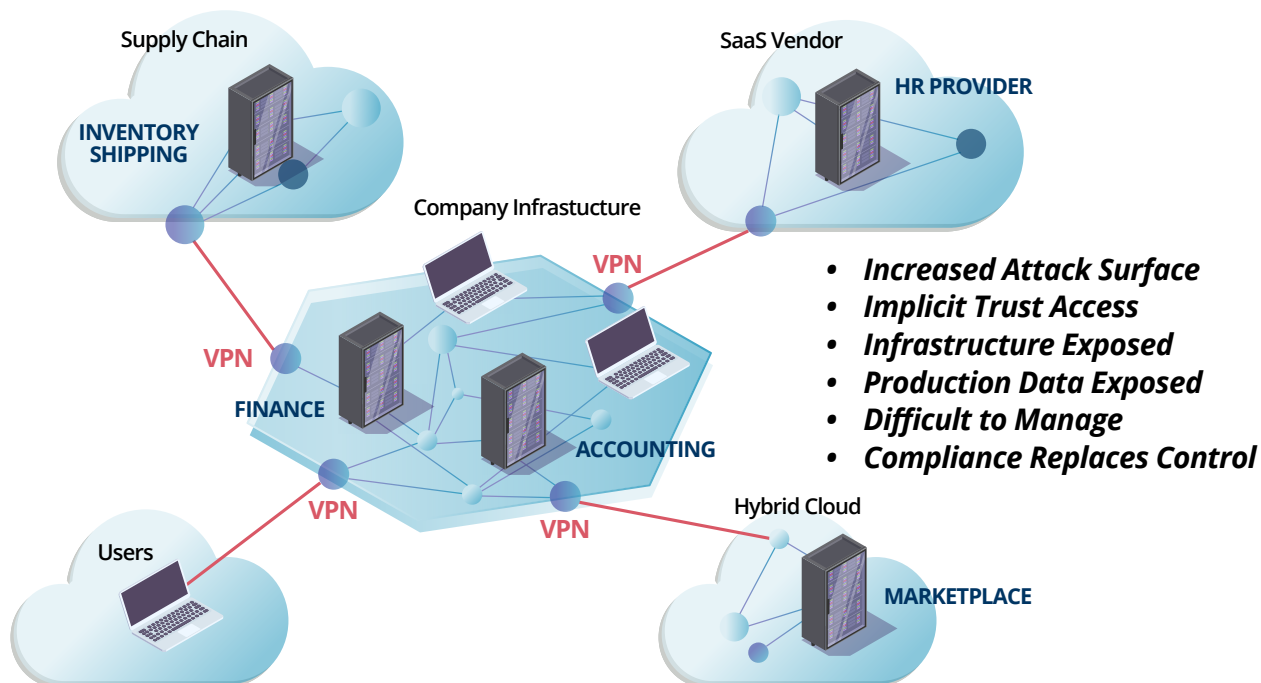 Supply Chain
INVENTORY
SHIPPING
SaaS Vendor
HR PROVIDER
Company Infrastucture
VPN
VPN
FINANCE
ACCOUNTING
VPN
VPN
• Increased Attack Surface
• Implicit Trust Access
• Infrastructure Exposed
• Production Data Exposed
• Difficult to Manage
• Compliance Replaces Control
Users
Hybrid Cloud
MARKETPLACE